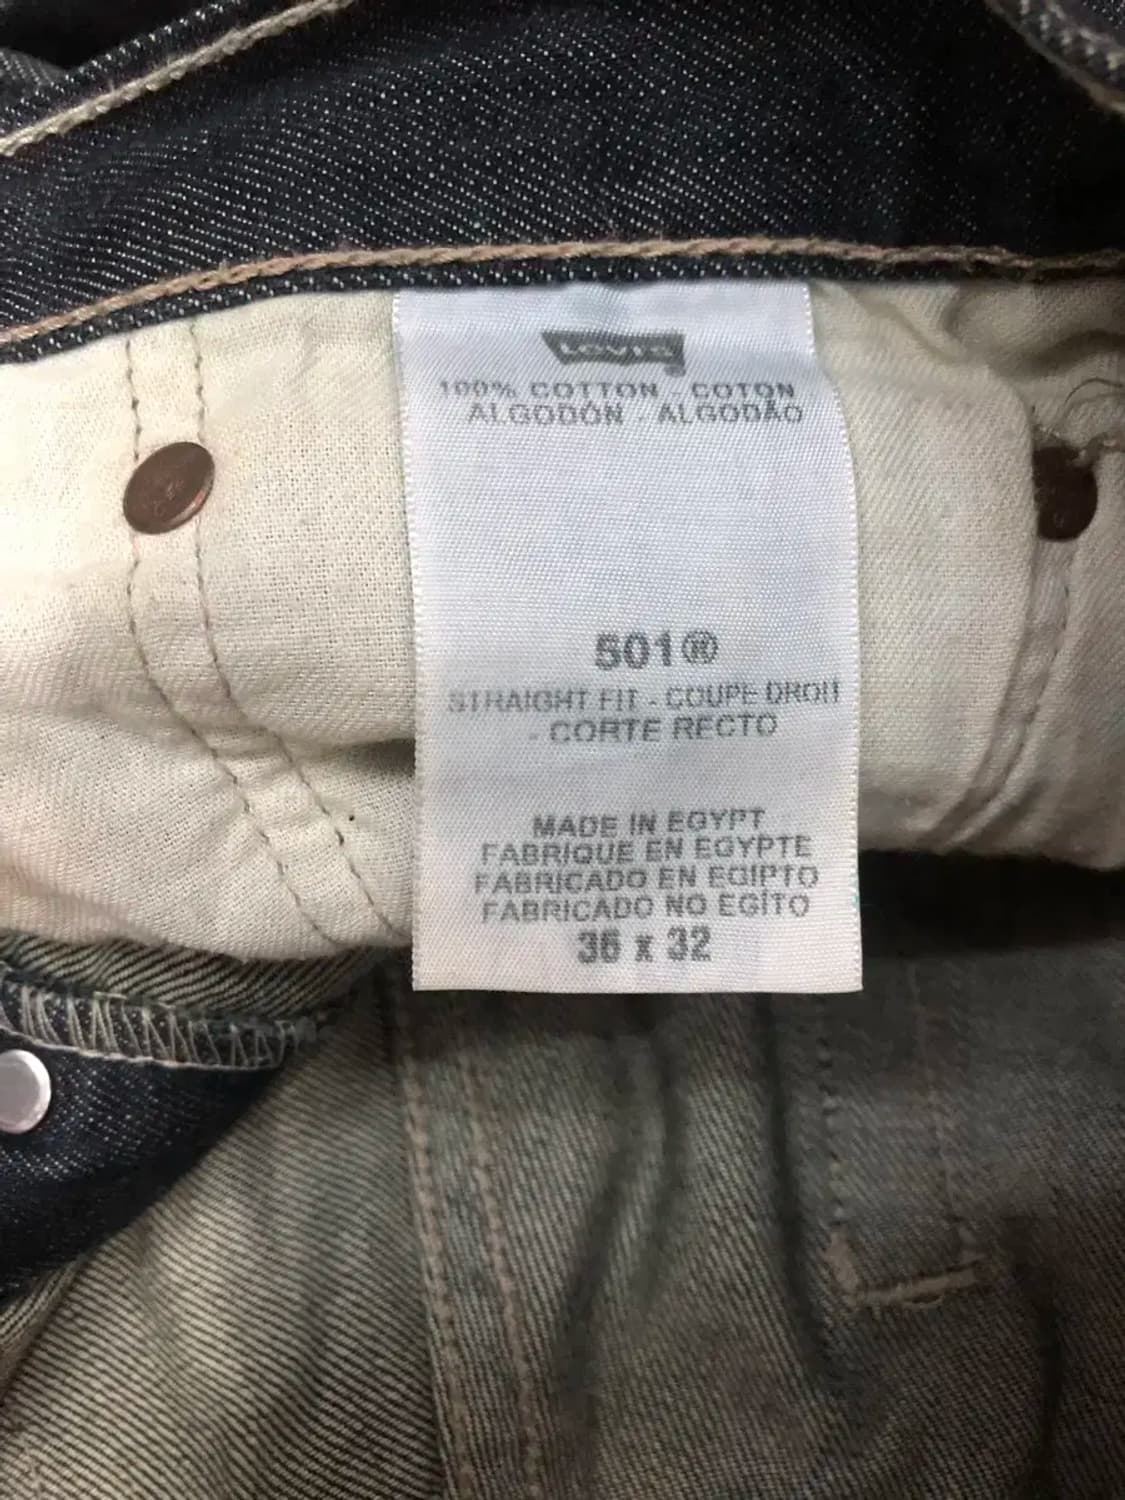 Levi's
100% COTTON - COTON
ALGODÓN - ALGODÃO
501®
STRAIGHT FIT - COUPE DROIT
- CORTE RECTO
MADE IN EGYPT
FABRIQUE EN EGYPTE
FABRICADO EN EGIPTO
FABRICADO NO EGÍTO
36 x 32